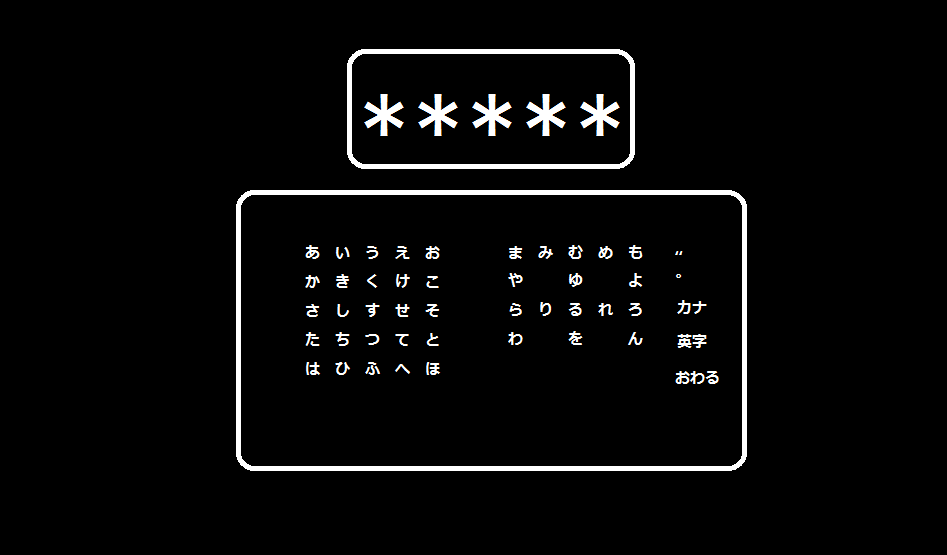 *****
あいうえお まみむめも 〃
かきくけこ や ゆ よ °
さしすせそ らりるれろ カナ
たちつてと わ を ん 英字
はひふへほ おわる